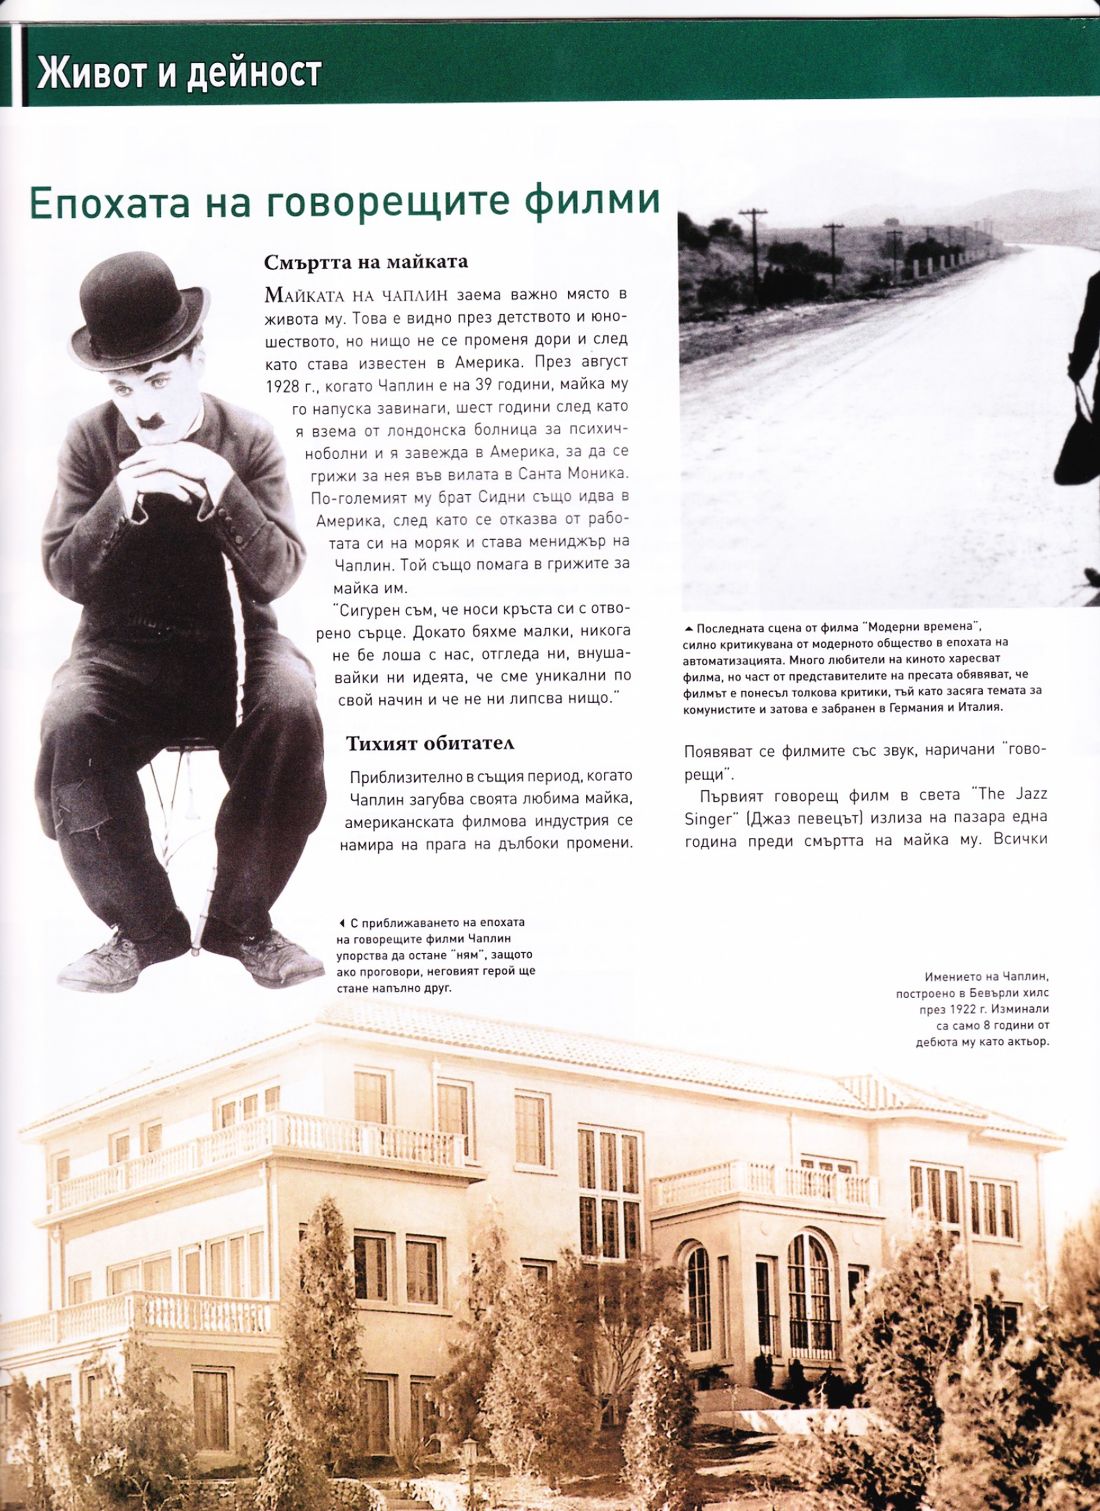 Живот и дейност
Епохата на говорещите филми
Смъртта на майката
Майката на Чаплин заема важно място в
живота му. Това е видно през детството и юно-
шеството, но нищо не се променя дори и след
като става известен в Америка. През август
1928 г., когато Чаплин е на 39 години, майка му
го напуска завинаги, шест години след като
я взема от лондонска болница за психич-
ноболни и я завежда в Америка, за да се
грижи за нея във вилата в Санта Моника.
По-големият му брат Сидни също идва в
Америка, след като се отказва от рабо-
тата си на моряк и става мениджър на
Чаплин. Той също помага в грижите за
майка им.
"Сигурен съм, че носи кръста си с отво-
рено сърце. Докато бяхме малки, никога
не бе лоша с нас, отгледа ни, внуша-
вайки ни идеята, че сме уникални по
свой начин и че не ни липсва нищо."
Тихият обитател
Приблизително в същия период, когато
Чаплин загубва своята любима майка,
американската филмова индустрия се
намира на прага на дълбоки промени.
Последната сцена от филма "Модерни времена",
силно критикувана от модерното общество в епохата на
автоматизацията. Много любители на киното харесват
филма, но част от представителите на пресата обявяват, че
филмът е понесъл толкова критики, тъй като засяга темата за
комунистите и затова е забранен в Германия и Италия.
Появяват се филмите със звук, наричани "гово-
рещи".
Първият говорещ филм в света "The Jazz
Singer" (Джаз певецът) излиза на пазара една
година преди смъртта на майка му. Всички
С приближаването на епохата
на говорещите филми Чаплин
упорства да остане "ням", защото
ако проговори, неговият герой ще
стане напълно друг.
Имението на Чаплин,
построено в Бевърли хилс
през 1922 г. Изминали
са само 8 години от
дебюта му като актьор.